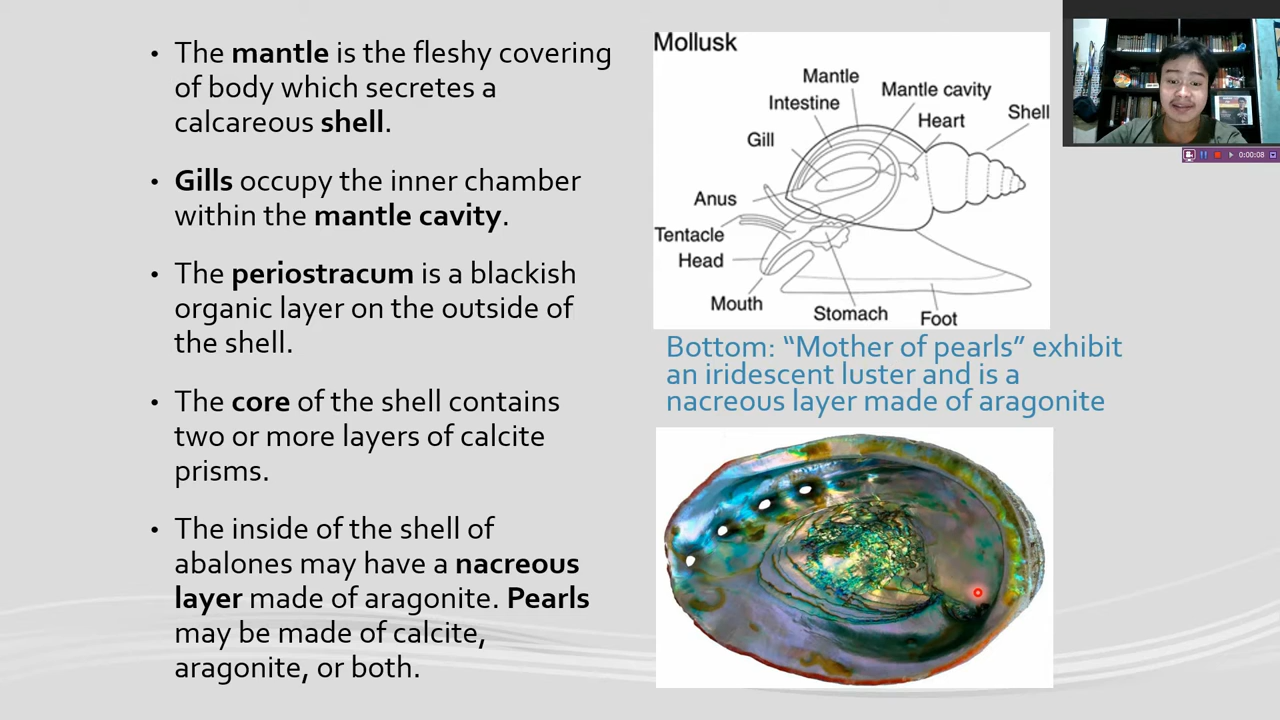 • The mantle is the fleshy covering
of body which secretes a
calcareous shell.
• Gills occupy the inner chamber
within the mantle cavity.
• The periostracum is a blackish
organic layer on the outside of
the shell.
• The core of the shell contains
two or more layers of calcite
prisms.
• The inside of the shell of
abalones may have a nacreous
layer made of aragonite. Pearls
may be made of calcite,
aragonite, or both.
Mollusk
Mantle
Mantle cavity
Intestine
Heart
Shell
Gill
Anus
Tentacle
Head
Mouth
Stomach
Foot
Bottom: “Mother of pearls” exhibit
an iridescent luster and is a
nacreous layer made of aragonite
0:00:08